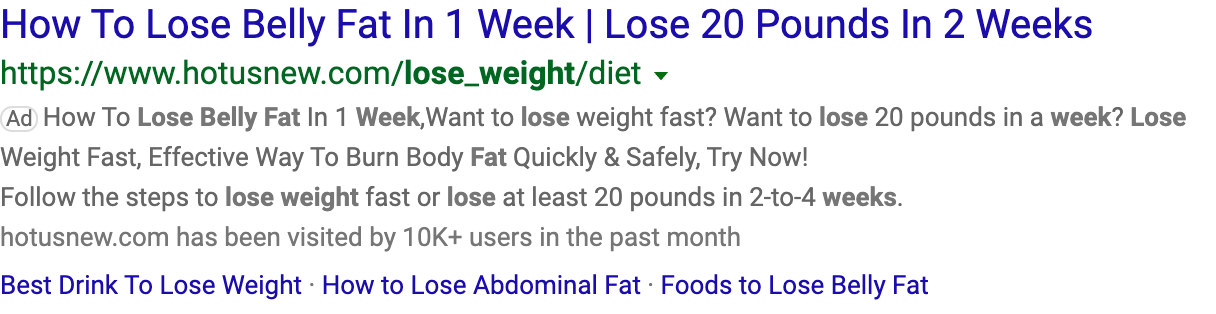 How To Lose Belly Fat In 1 Week | Lose 20 Pounds In 2 Weeks
https://www.hotusnew.com/lose_weight/diet
Ad How To Lose Belly Fat In 1 Week,Want to lose weight fast? Want to lose 20 pounds in a week? Lose
Weight Fast, Effective Way To Burn Body Fat Quickly & Safely, Try Now!
Follow the steps to lose weight fast or lose at least 20 pounds in 2-to-4 weeks.
hotusnew.com has been visited by 10K+ users in the past month
Best Drink To Lose Weight · How to Lose Abdominal Fat · Foods to Lose Belly Fat